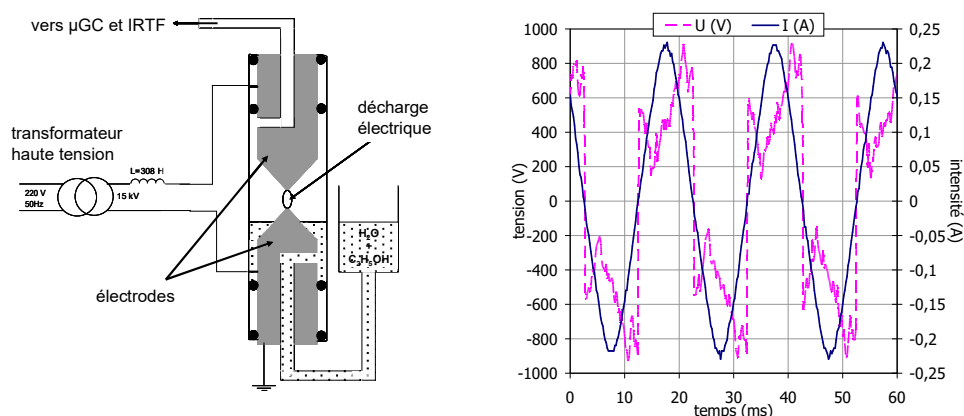 vers µGC et IRTF
décharge
électrique
transformateur
haute tension
L=308 H
220 V
50Hz
15 kV
H₂O
+
C₂H₅OH
électrodes
U (V) I (A)
1000
800
600
400
200
0
-200
-400
-600
-800
-1000
tension (V)
0,25
0,2
0,15
0,1
0,05
0
-0,05
-0,1
-0,15
-0,2
-0,25
intensité (A)
0 10 20 30 40 50 60
temps (ms)